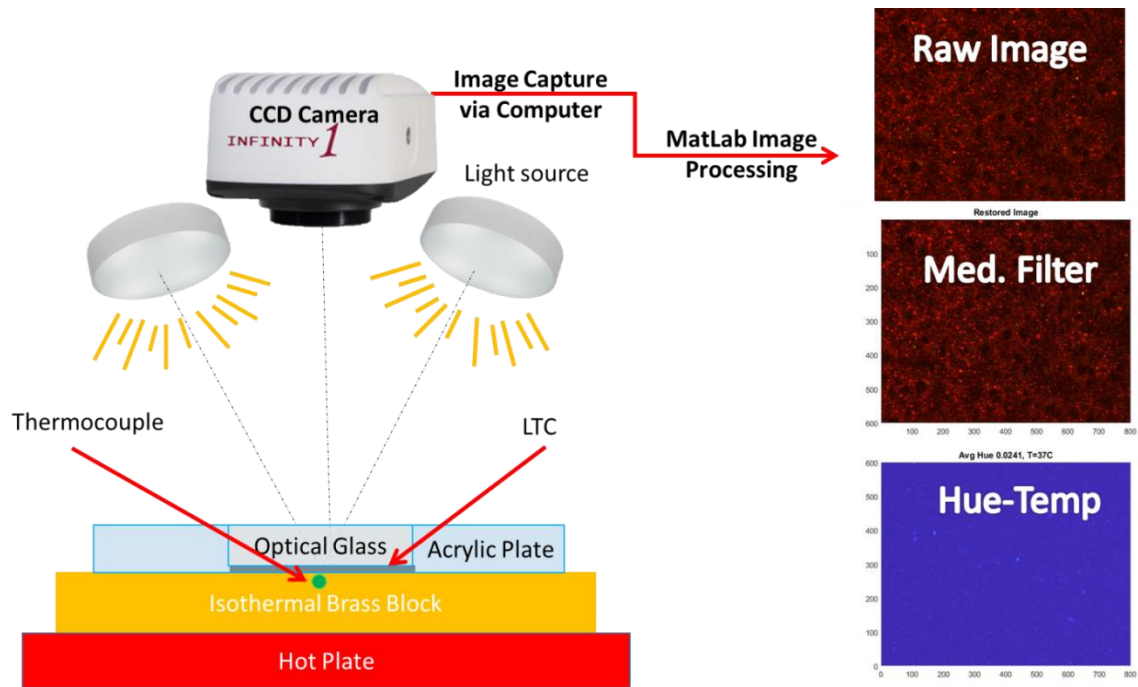 CCD Camera
INFINITY 1
Image Capture
via Computer
MatLab Image
Processing
Light source
Thermocouple
LTC
Optical Glass
Acrylic Plate
Isothermal Brass Block
Hot Plate
Raw Image
Restored Image
Med. Filter
100
200
300
400
500
600
100 200 300 400 500 600 700 800
Avg Hue 0.0241, T=37C
Hue-Temp
600
500
400
300
200
100
0
0 100 200 300 400 500 600 700 800